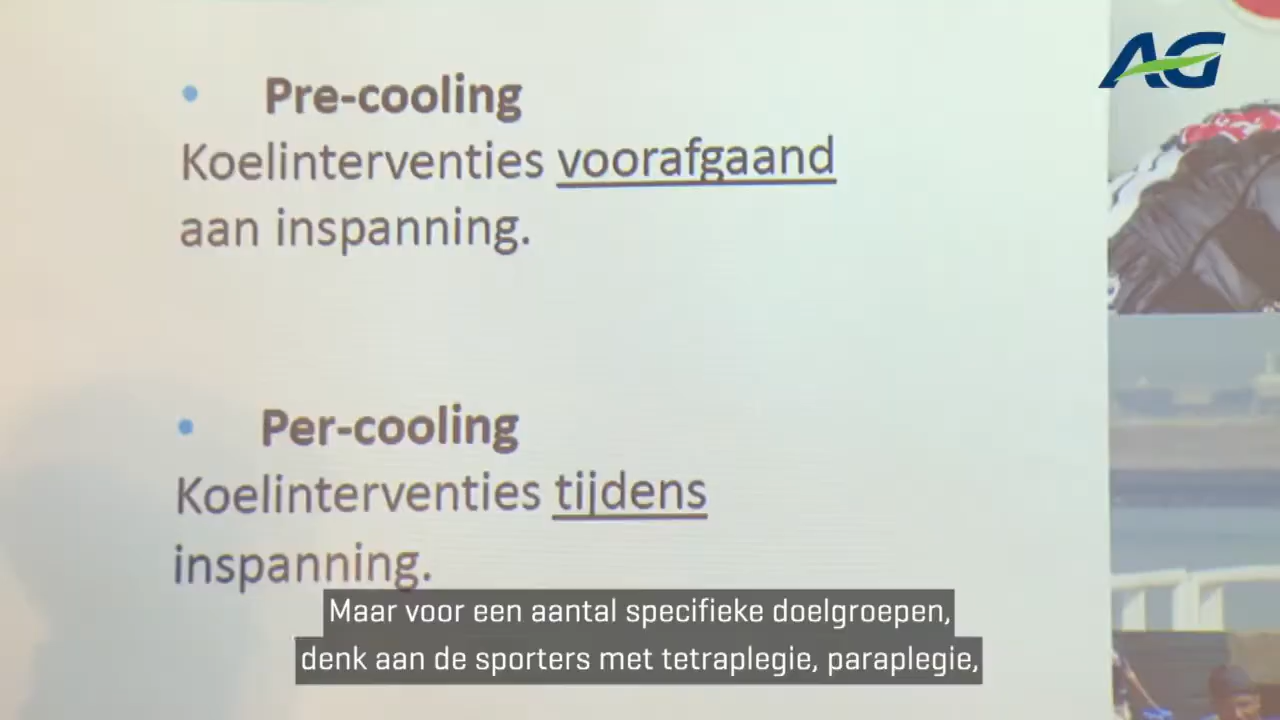 AG
• Pre-cooling
Koelinterventies voorafgaand
aan inspanning.
• Per-cooling
Koelinterventies tijdens
inspanning.
Maar voor een aantal specifieke doelgroepen,
denk aan de sporters met tetraplegie, paraplegie,